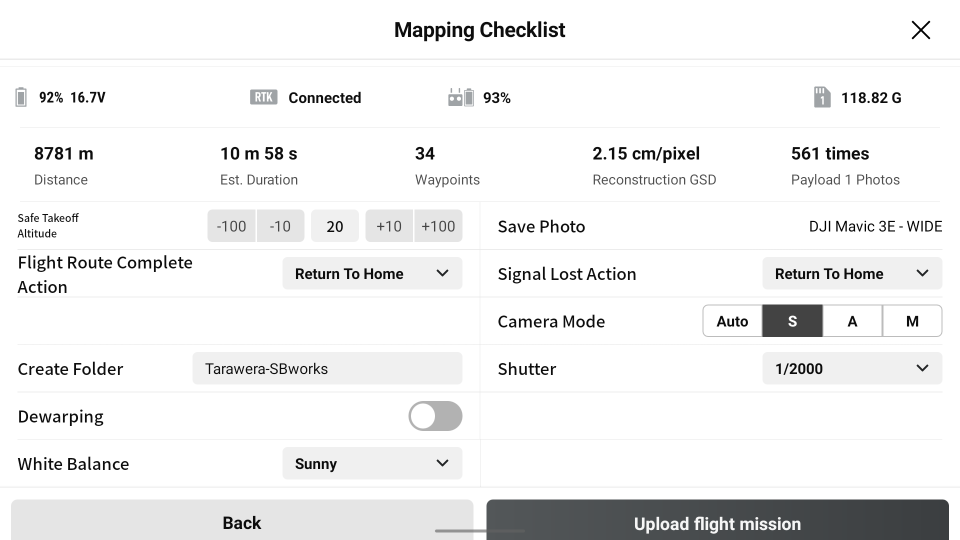 Mapping Checklist
92% 16.7V
RTK Connected
93%
1 118.82 G
8781 m
Distance
10 m 58 s
Est. Duration
34
Waypoints
2.15 cm/pixel
Reconstruction GSD
561 times
Payload 1 Photos
Safe Takeoff
Altitude
-100 -10 20 +10 +100
Save Photo
DJI Mavic 3E - WIDE
Flight Route Complete
Action
Return To Home
Signal Lost Action
Return To Home
Camera Mode
Auto S A M
Create Folder
Tarawera-SBworks
Shutter
1/2000
Dewarping
White Balance
Sunny
Back
Upload flight mission